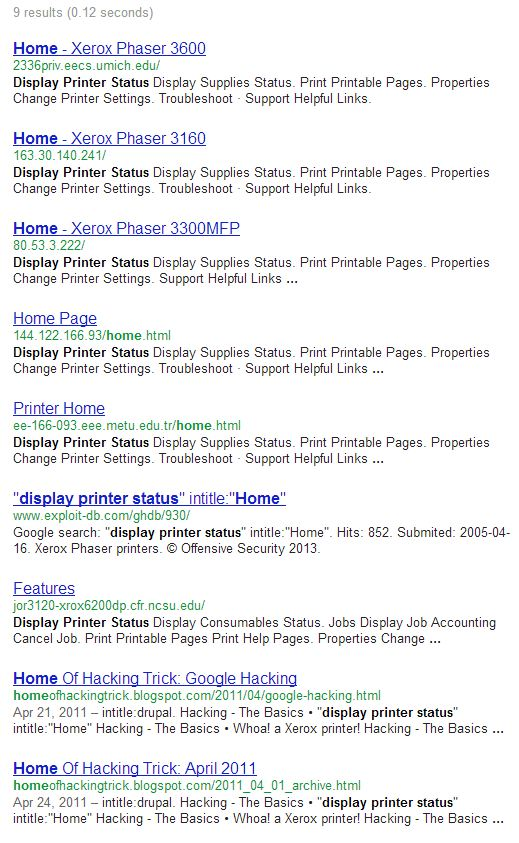 9 results (0.12 seconds)
Home - Xerox Phaser 3600
2336priv.eecs.umich.edu/
Display Printer Status Display Supplies Status. Print Printable Pages. Properties
Change Printer Settings. Troubleshoot · Support Helpful Links.
Home - Xerox Phaser 3160
163.30.140.241/
Display Printer Status Display Supplies Status. Print Printable Pages. Properties
Change Printer Settings. Troubleshoot · Support Helpful Links.
Home - Xerox Phaser 3300MFP
80.53.3.222/
Display Printer Status Display Supplies Status. Print Printable Pages. Properties
Change Printer Settings. Support Helpful Links ...
Home Page
144.122.166.93/home.html
Display Printer Status Display Supplies Status. Print Printable Pages. Properties
Change Printer Settings. Troubleshoot · Support Helpful Links ...
Printer Home
ee-166-093.eee.metu.edu.tr/home.html
Display Printer Status Display Supplies Status. Print Printable Pages. Properties
Change Printer Settings. Troubleshoot · Support Helpful Links ...
"display printer status" intitle:"Home"
www.exploit-db.com/ghdb/930/
Google search: "display printer status" intitle:"Home". Hits: 852. Submited: 2005-04-
16. Xerox Phaser printers. © Offensive Security 2013.
Features
jor3120-xrox6200dp.cfr.ncsu.edu/
Display Printer Status Display Consumables Status. Jobs Display Job Accounting
Cancel Job. Print Printable Pages Print Help Pages. Properties Change ...
Home Of Hacking Trick: Google Hacking
homeofhackingtrick.blogspot.com/2011/04/google-hacking.html
Apr 21, 2011 – intitle:drupal. Hacking - The Basics • "display printer status"
intitle:"Home" Hacking - The Basics • Whoa! a Xerox printer! Hacking - The Basics ...
Home Of Hacking Trick: April 2011
homeofhackingtrick.blogspot.com/2011_04_01_archive.html
Apr 24, 2011 – intitle:drupal. Hacking - The Basics • "display printer status"
intitle:"Home" Hacking - The Basics • Whoa! a Xerox printer! Hacking - The Basics ...